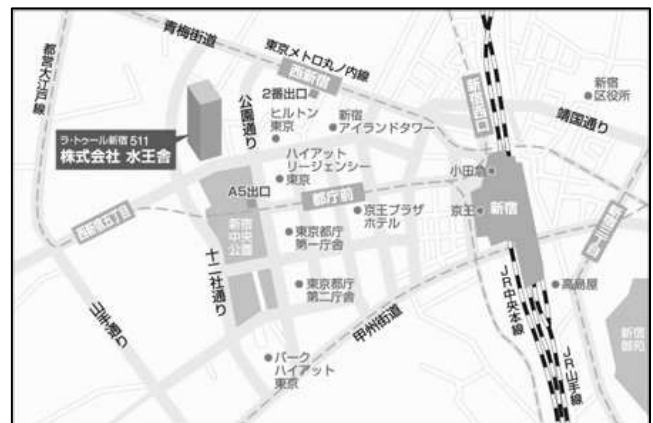 青梅街道
東京メトロ丸ノ内線
都営大江戸線
西新宿
2番出口
公園通り
ヒルトン
東京
新宿
アイランドタワー
新宿西口
新宿
区役所
靖国通り
ラ・トゥール新宿 511
株式会社 水王舎
ハイアット
リージェンシー
東京
小田急
A5出口
都庁前
京王プラザ
ホテル
京王
新宿
新宿三丁目
西新宿五丁目
新宿
中央
公園
東京都庁
第一庁舎
十二社通り
東京都庁
第二庁舎
山手通り
甲州街道
JR中央本線
高島屋
新宿
御苑
JR山手線
パーク
ハイアット
東京